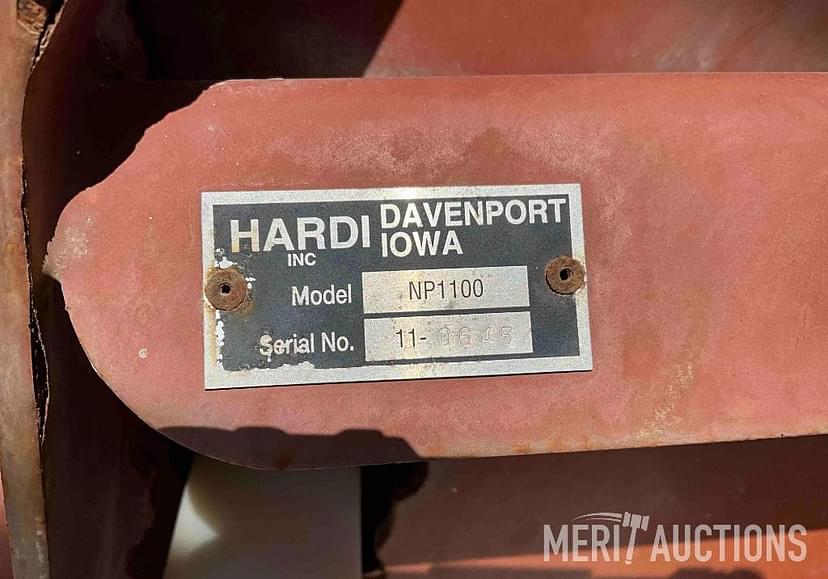 HARDI INC DAVENPORT IOWA
Model NP1100
Serial No. 11-0645
MERIT AUCTIONS